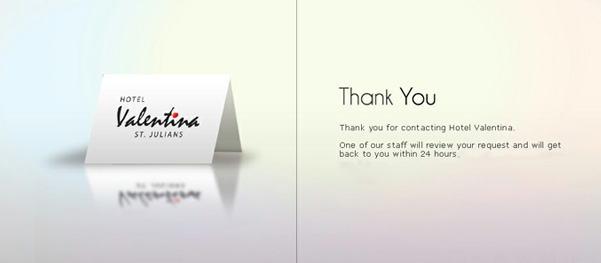 HOTEL
Valentina
ST. JULIANS
Thank You
Thank you for contacting Hotel Valentina.
One of our staff will review your request and will get
back to you within 24 hours.